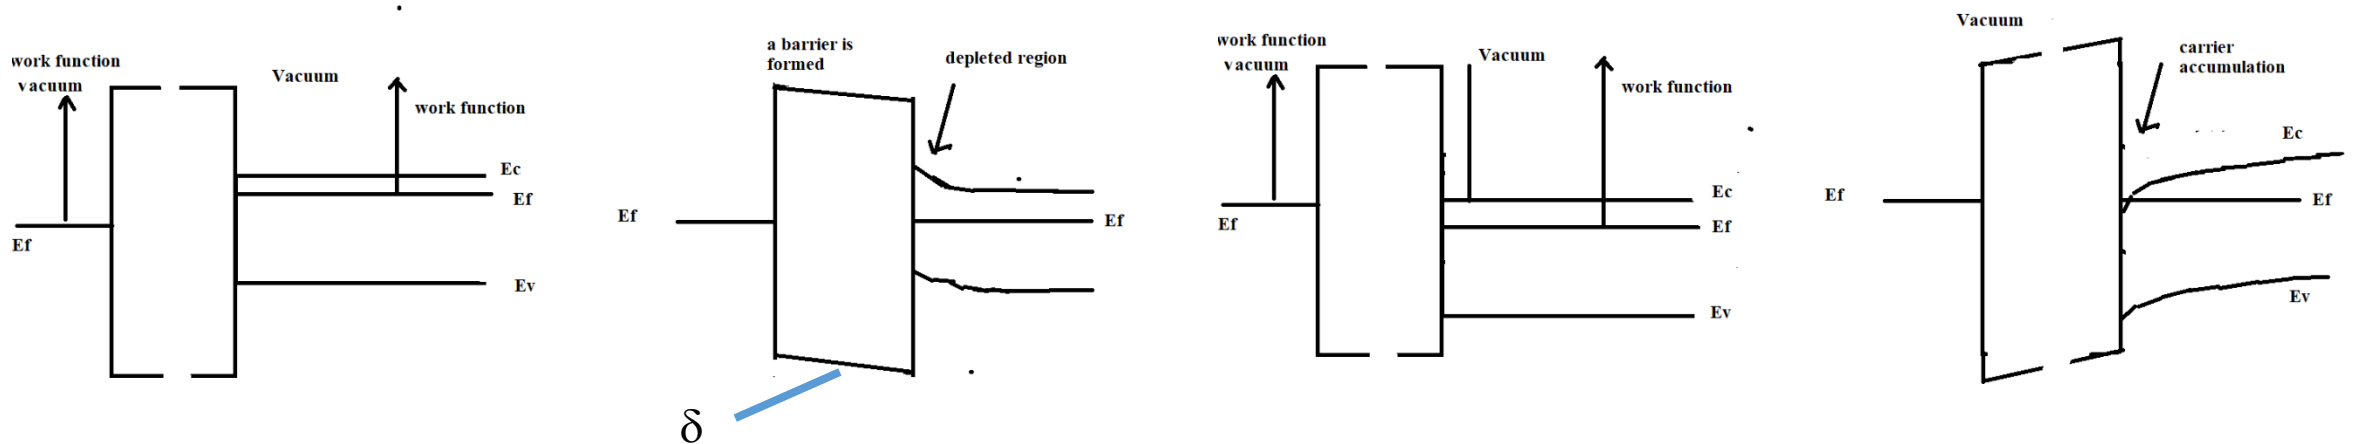 work function
vacuum
Vacuum
work function
Ec
Ef
Ef
Ev
a barrier is
formed
depleted region
Ef
Ef
δ
work function
vacuum
Vacuum
work function
Ec
Ef
Ef
Ev
Vacuum
carrier
accumulation
Ec
Ef
Ef
Ev